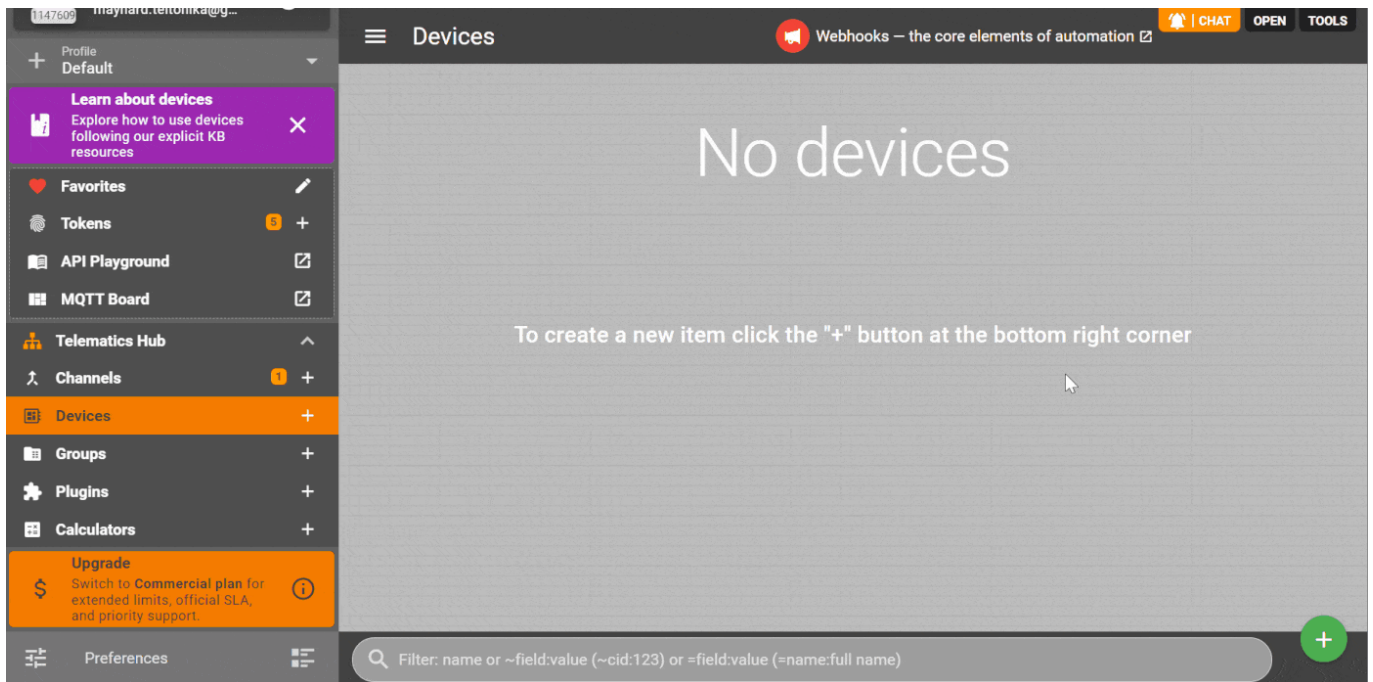 1147609
maynard.teltonika@g...
Profile
Default
Learn about devices
Explore how to use devices
following our explicit KB
resources
Favorites
Tokens
5
API Playground
MQTT Board
Telematics Hub
Channels
1
Devices
Groups
Plugins
Calculators
Upgrade
Switch to Commercial plan for
extended limits, official SLA,
and priority support.
Preferences
Devices
Webhooks — the core elements of automation
| CHAT
OPEN
TOOLS
No devices
To create a new item click the "+" button at the bottom right corner
Filter: name or ~field:value (~cid:123) or =field:value (=name:full name)